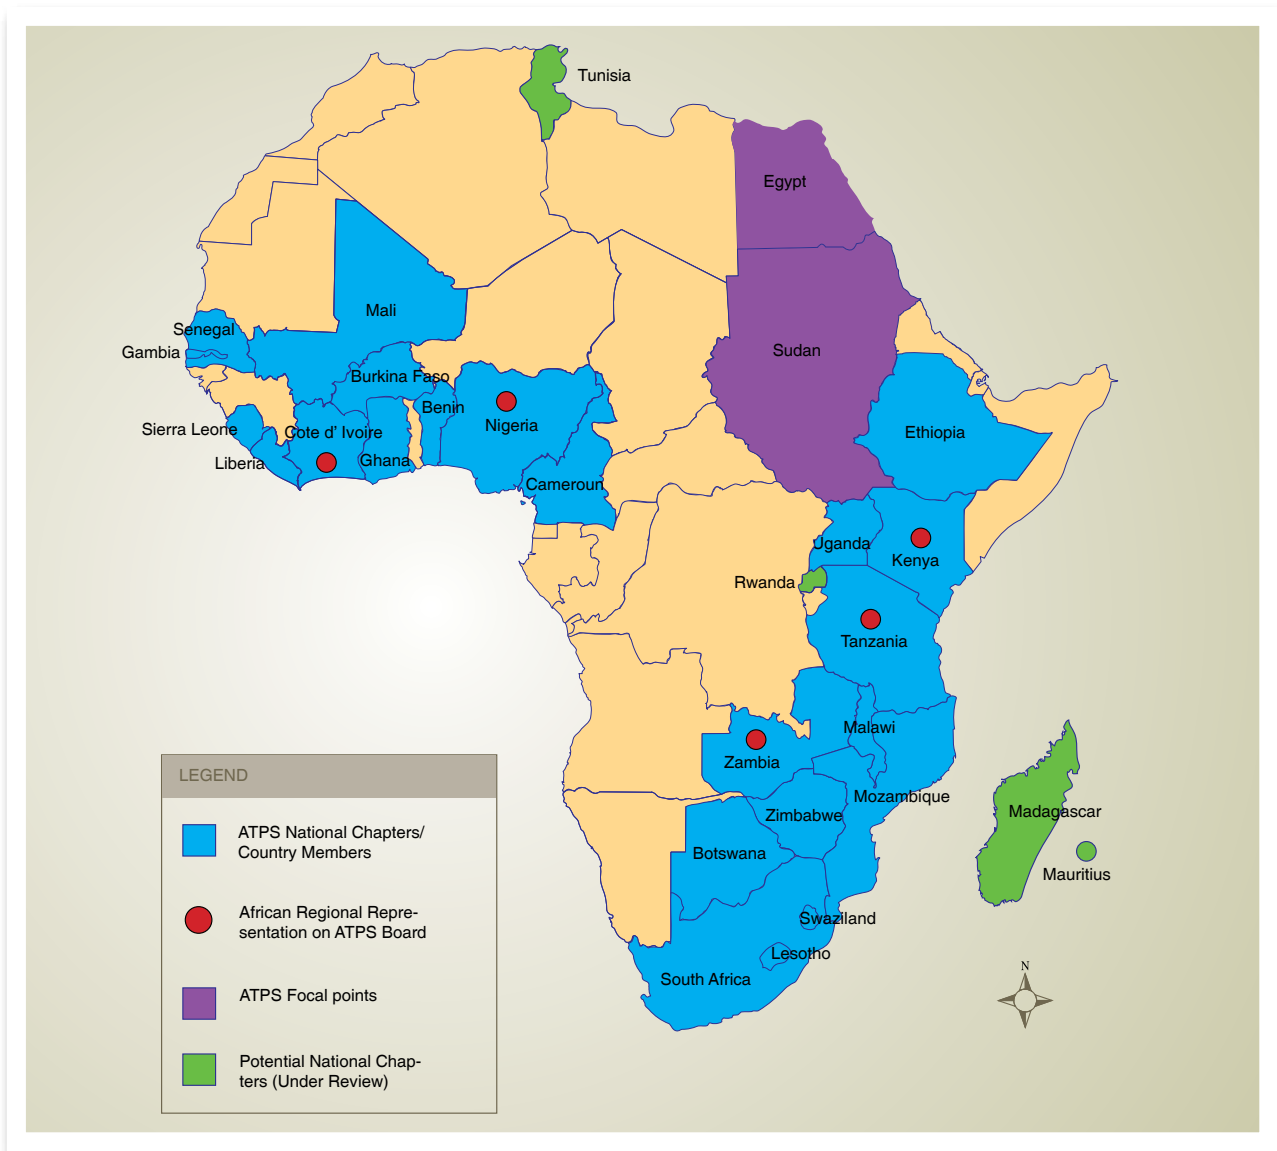 Tunisia
Egypt
Mali
Senegal
Gambia
Sudan
Burkina Faso
Benin
Nigeria
Sierra Leone
Cote d' Ivoire
Ethiopia
Liberia
Ghana
Cameroun
Uganda
Kenya
Rwanda
Tanzania
Malawi
Zambia
Mozambique
Zimbabwe
Madagascar
Botswana
Mauritius
Swaziland
Lesotho
South Africa
N
LEGEND
ATPS National Chapters/
Country Members
African Regional Repre-
sentation on ATPS Board
ATPS Focal points
Potential National Chap-
ters (Under Review)